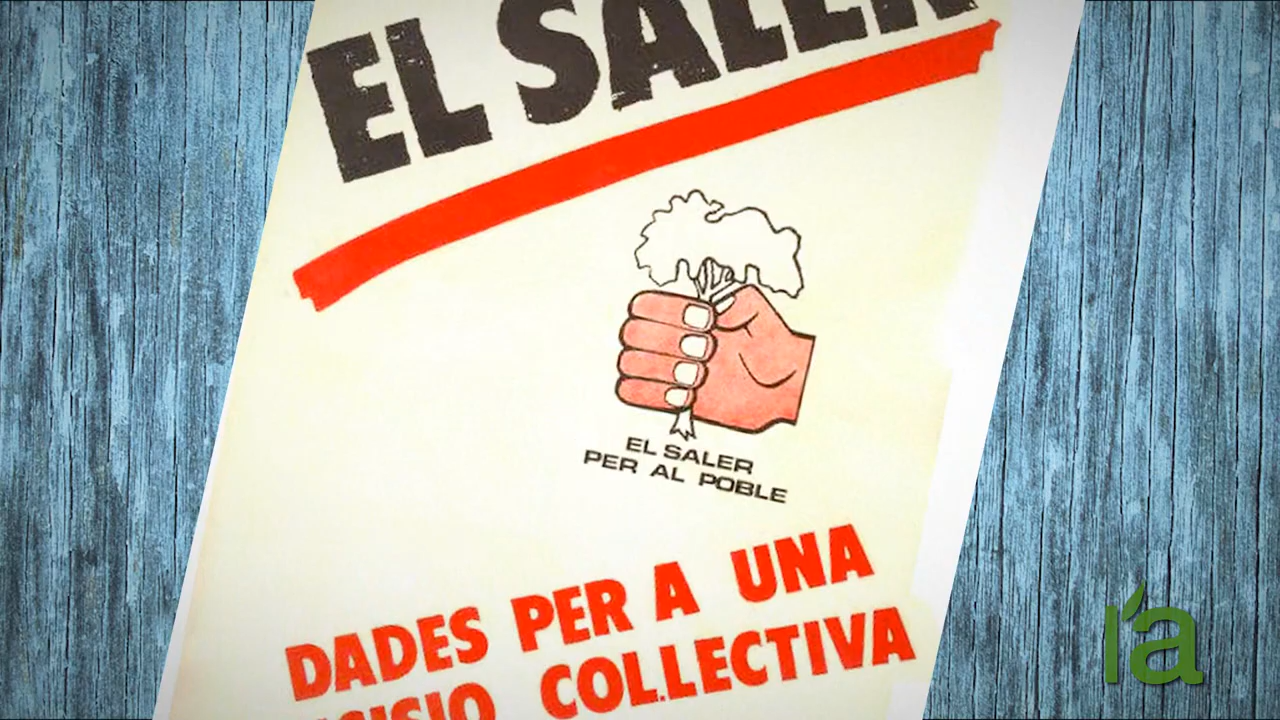 EL SALER
EL SALER
PER AL POBLE
DADES PER A UNA
COL.LECTIVA
l'a